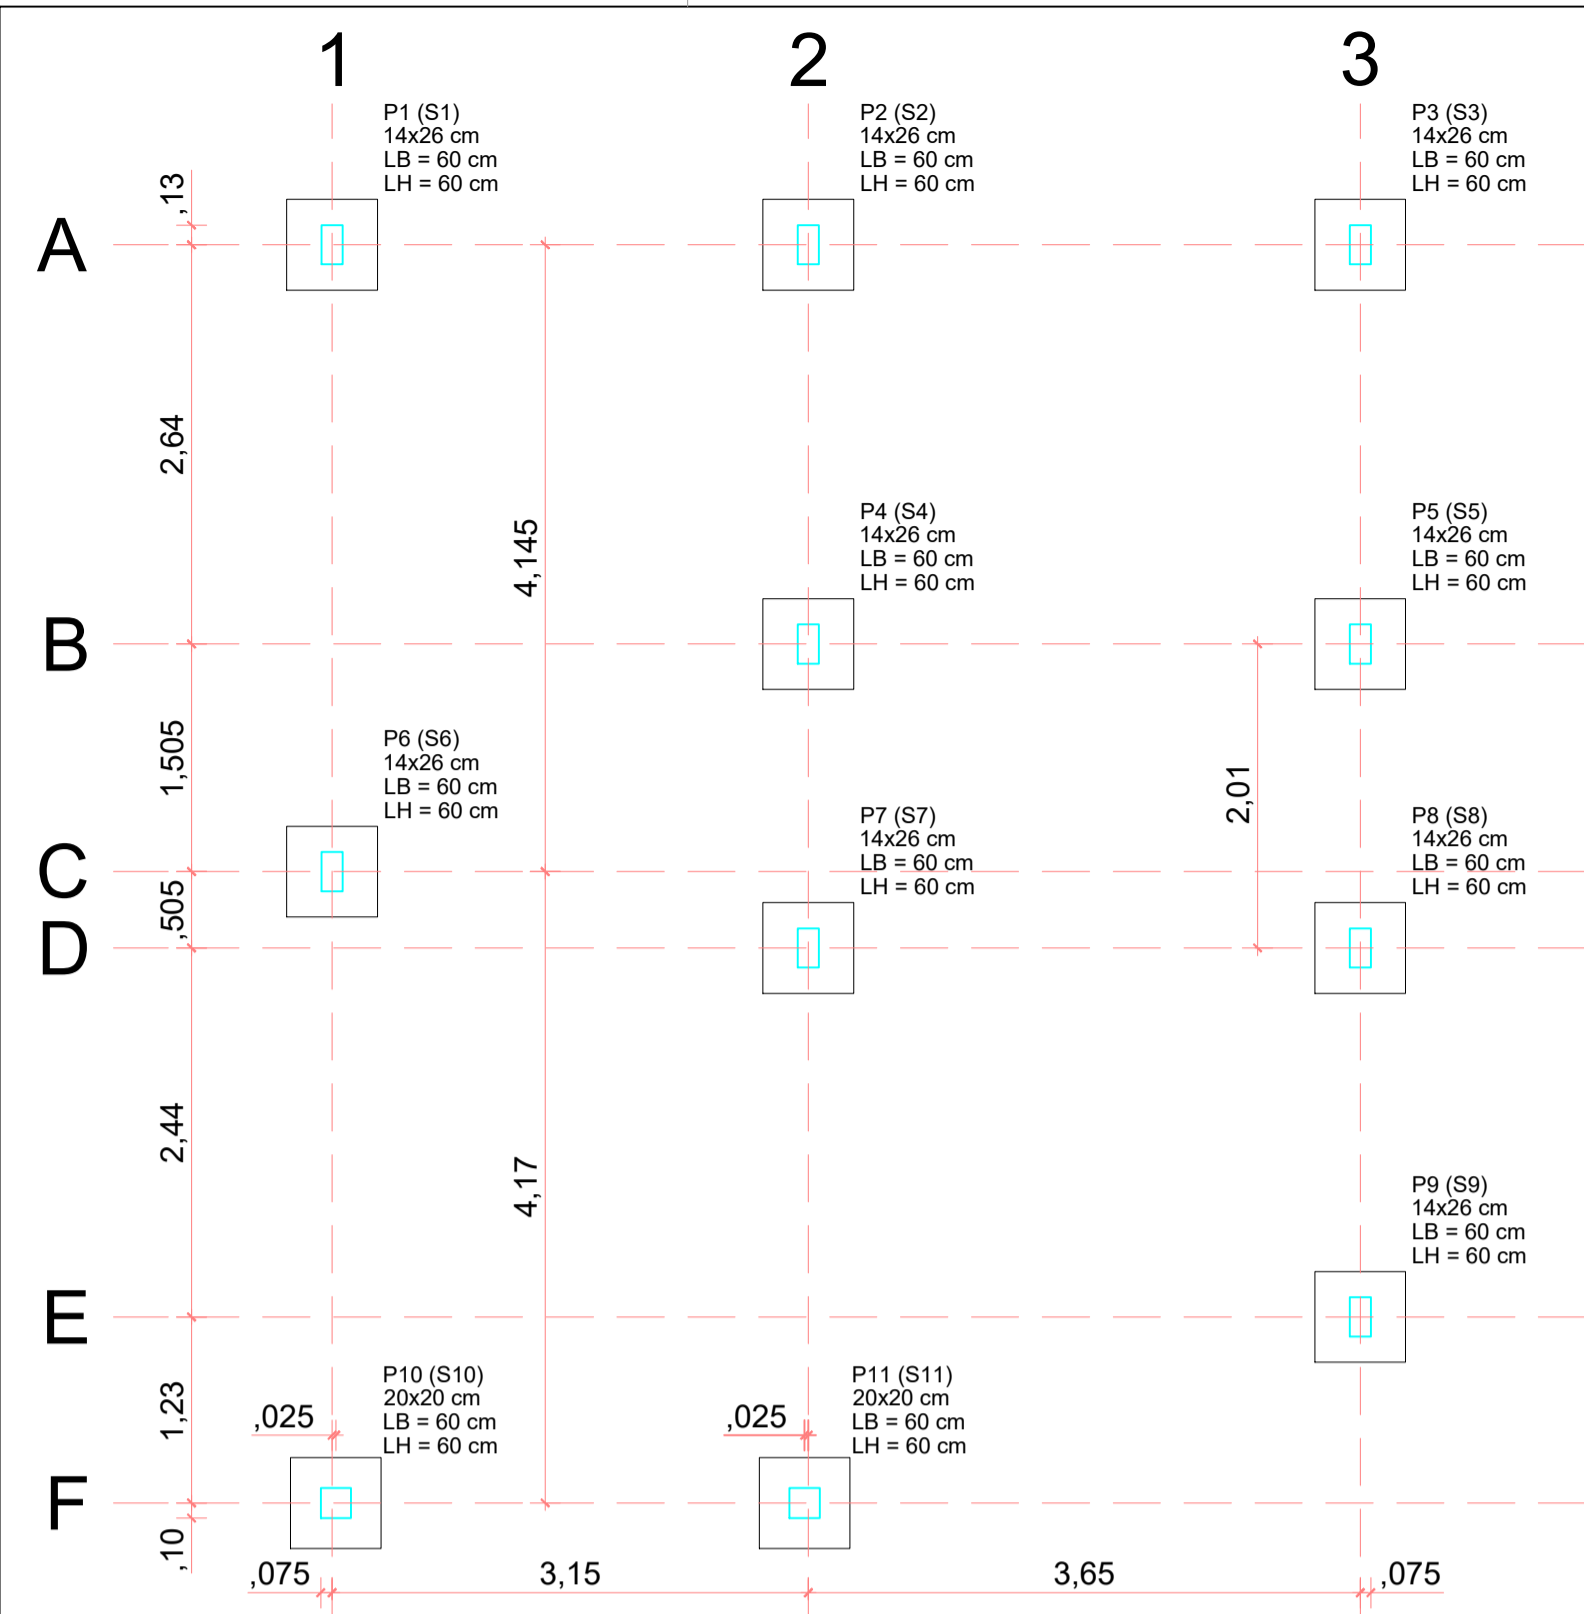 1
2
3
P1 (S1)
14x26 cm
LB = 60 cm
LH = 60 cm
P2 (S2)
14x26 cm
LB = 60 cm
LH = 60 cm
P3 (S3)
14x26 cm
LB = 60 cm
LH = 60 cm
,13
A
2,64
4,145
P4 (S4)
14x26 cm
LB = 60 cm
LH = 60 cm
P5 (S5)
14x26 cm
LB = 60 cm
LH = 60 cm
B
1,505
P6 (S6)
14x26 cm
LB = 60 cm
LH = 60 cm
2,01
P7 (S7)
14x26 cm
LB = 60 cm
LH = 60 cm
P8 (S8)
14x26 cm
LB = 60 cm
LH = 60 cm
C
,505
D
2,44
4,17
P9 (S9)
14x26 cm
LB = 60 cm
LH = 60 cm
E
1,23
,025
P10 (S10)
20x20 cm
LB = 60 cm
LH = 60 cm
,025
P11 (S11)
20x20 cm
LB = 60 cm
LH = 60 cm
F
,10
,075
3,15
3,65
,075